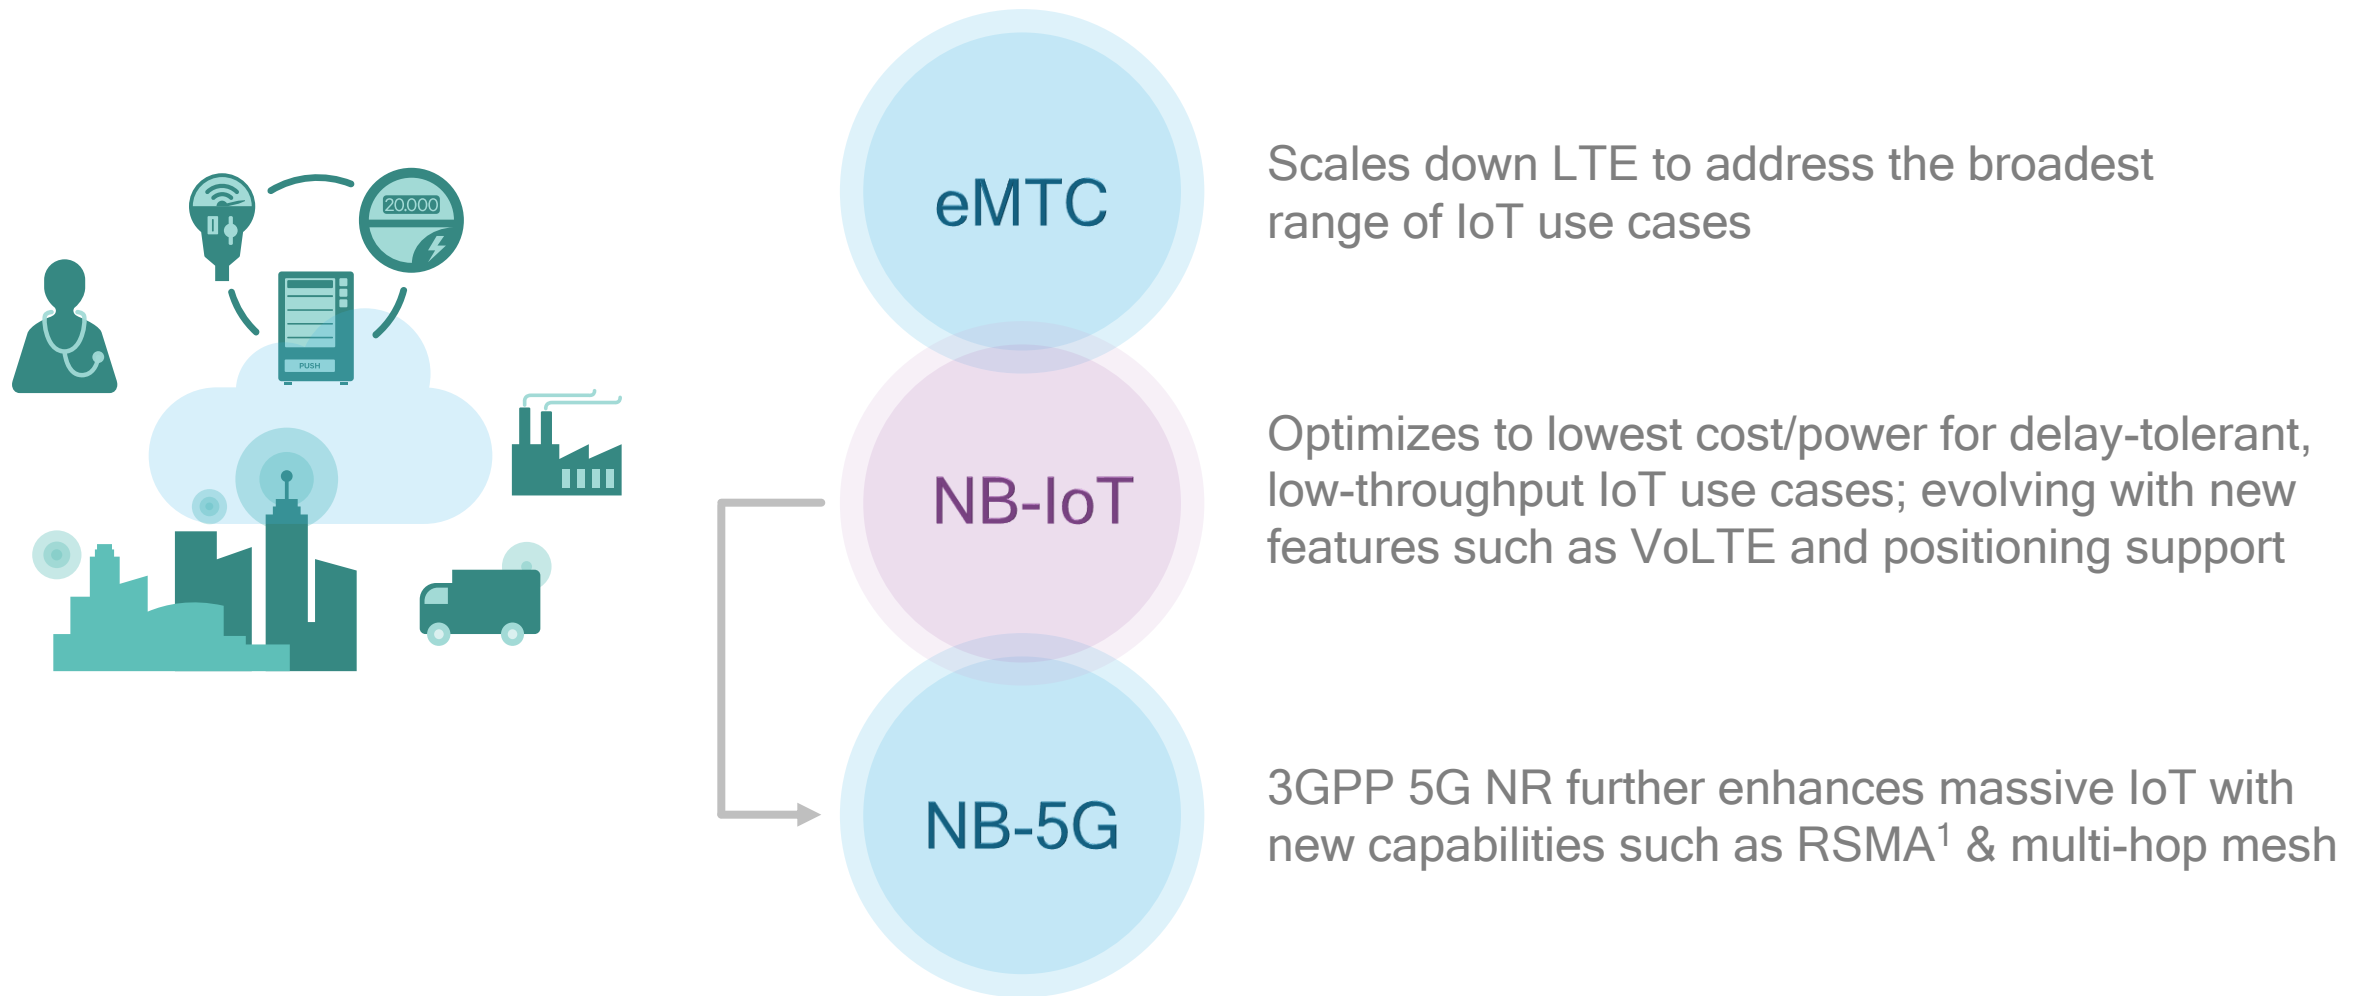 20.000
PUSH
eMTC
Scales down LTE to address the broadest
range of IoT use cases
NB-IoT
Optimizes to lowest cost/power for delay-tolerant,
low-throughput IoT use cases; evolving with new
features such as VoLTE and positioning support
NB-5G
3GPP 5G NR further enhances massive IoT with
new capabilities such as RSMA¹ & multi-hop mesh